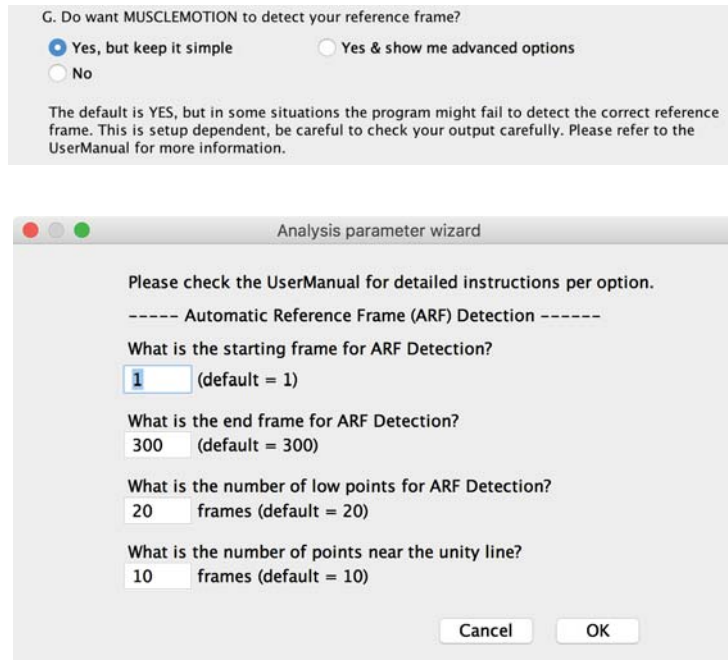 G. Do want MUSCLEMOTION to detect your reference frame?
Yes, but keep it simple
Yes & show me advanced options
No
The default is YES, but in some situations the program might fail to detect the correct reference
frame. This is setup dependent, be careful to check your output carefully. Please refer to the
UserManual for more information.
Analysis parameter wizard
Please check the UserManual for detailed instructions per option.
----- Automatic Reference Frame (ARF) Detection ------
What is the starting frame for ARF Detection?
1 (default = 1)
What is the end frame for ARF Detection?
300 (default = 300)
What is the number of low points for ARF Detection?
20 frames (default = 20)
What is the number of points near the unity line?
10 frames (default = 10)
Cancel OK